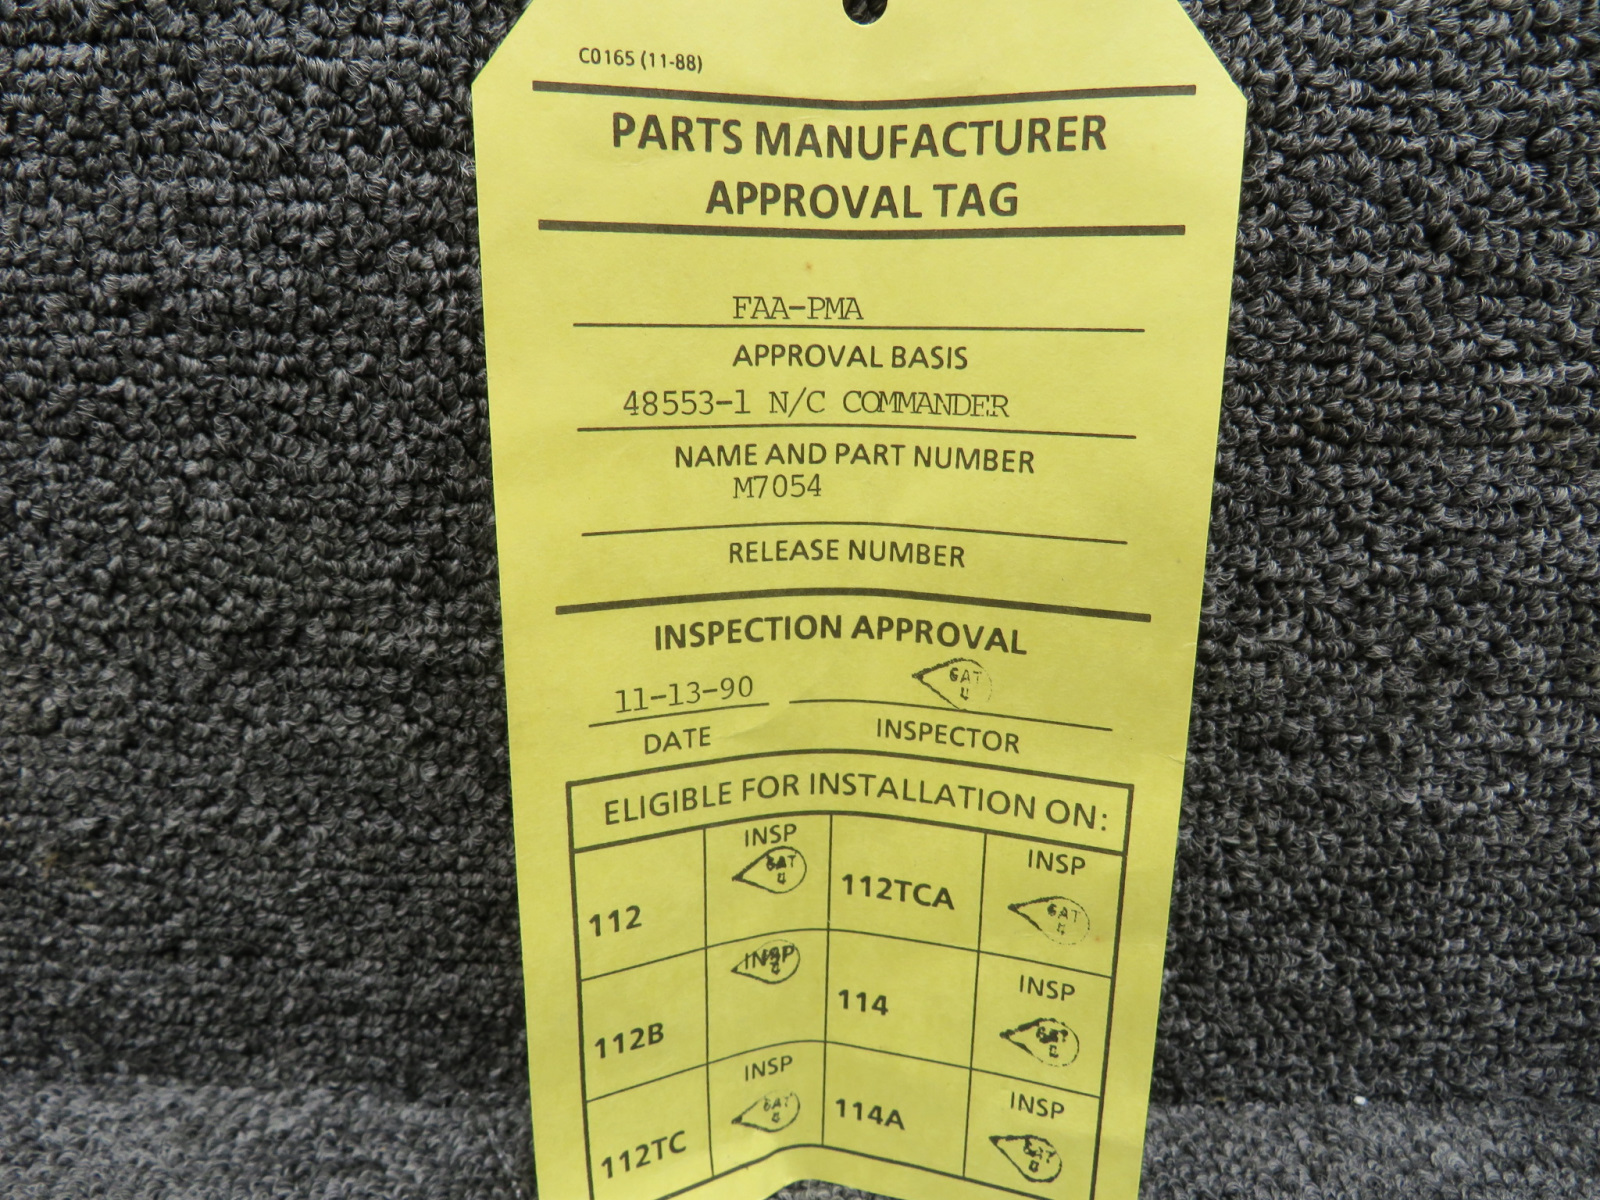 C0165 (11-88)
PARTS MANUFACTURER
APPROVAL TAG
FAA-PMA
APPROVAL BASIS
48553-1 N/C COMMANDER
NAME AND PART NUMBER
M7054
RELEASE NUMBER
INSPECTION APPROVAL
11-13-90
DATE
INSPECTOR
ELIGIBLE FOR INSTALLATION ON:
112 INSP 112TCA INSP
112B INSP 114 INSP
112TC INSP 114A INSP